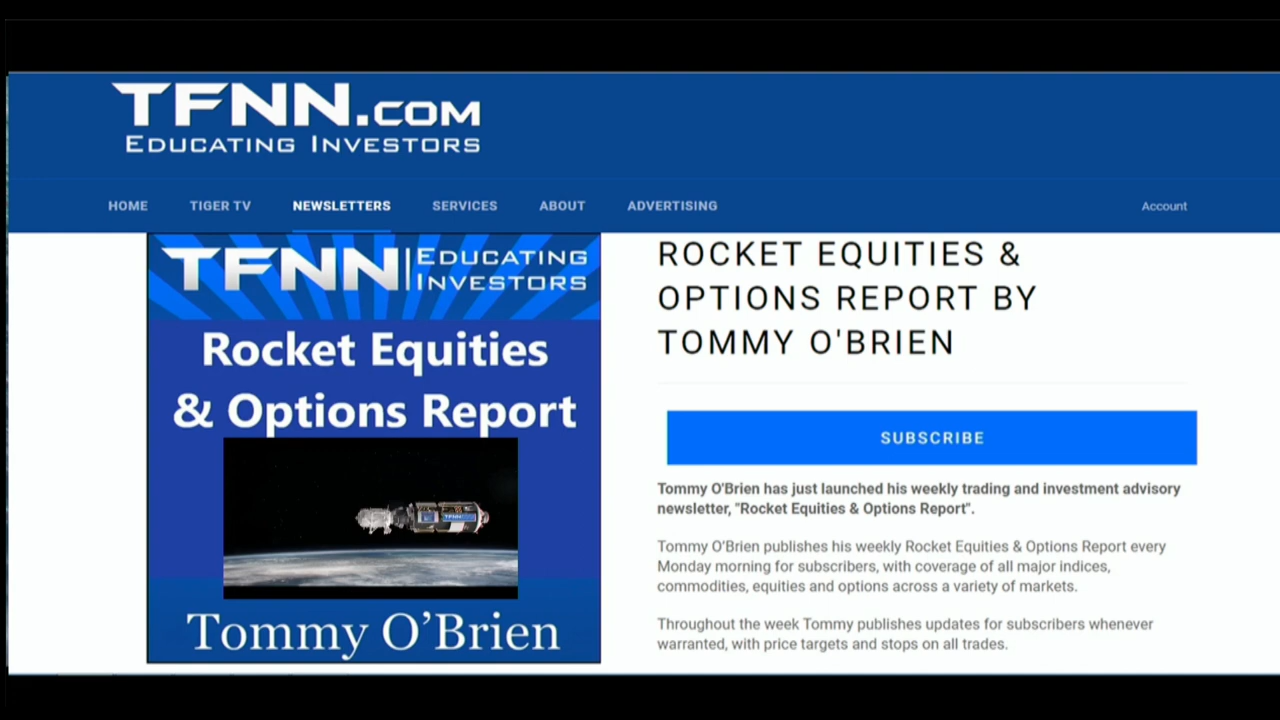 TFNN.COM
EDUCATING INVESTORS
HOME TIGER TV NEWSLETTERS SERVICES ABOUT ADVERTISING Account
TFNN EDUCATING
INVESTORS
Rocket Equities
& Options Report
TFNN
Tommy O’Brien
ROCKET EQUITIES &
OPTIONS REPORT BY
TOMMY O'BRIEN
SUBSCRIBE
Tommy O'Brien has just launched his weekly trading and investment advisory
newsletter, "Rocket Equities & Options Report".
Tommy O'Brien publishes his weekly Rocket Equities & Options Report every
Monday morning for subscribers, with coverage of all major indices,
commodities, equities and options across a variety of markets.
Throughout the week Tommy publishes updates for subscribers whenever
warranted, with price targets and stops on all trades.